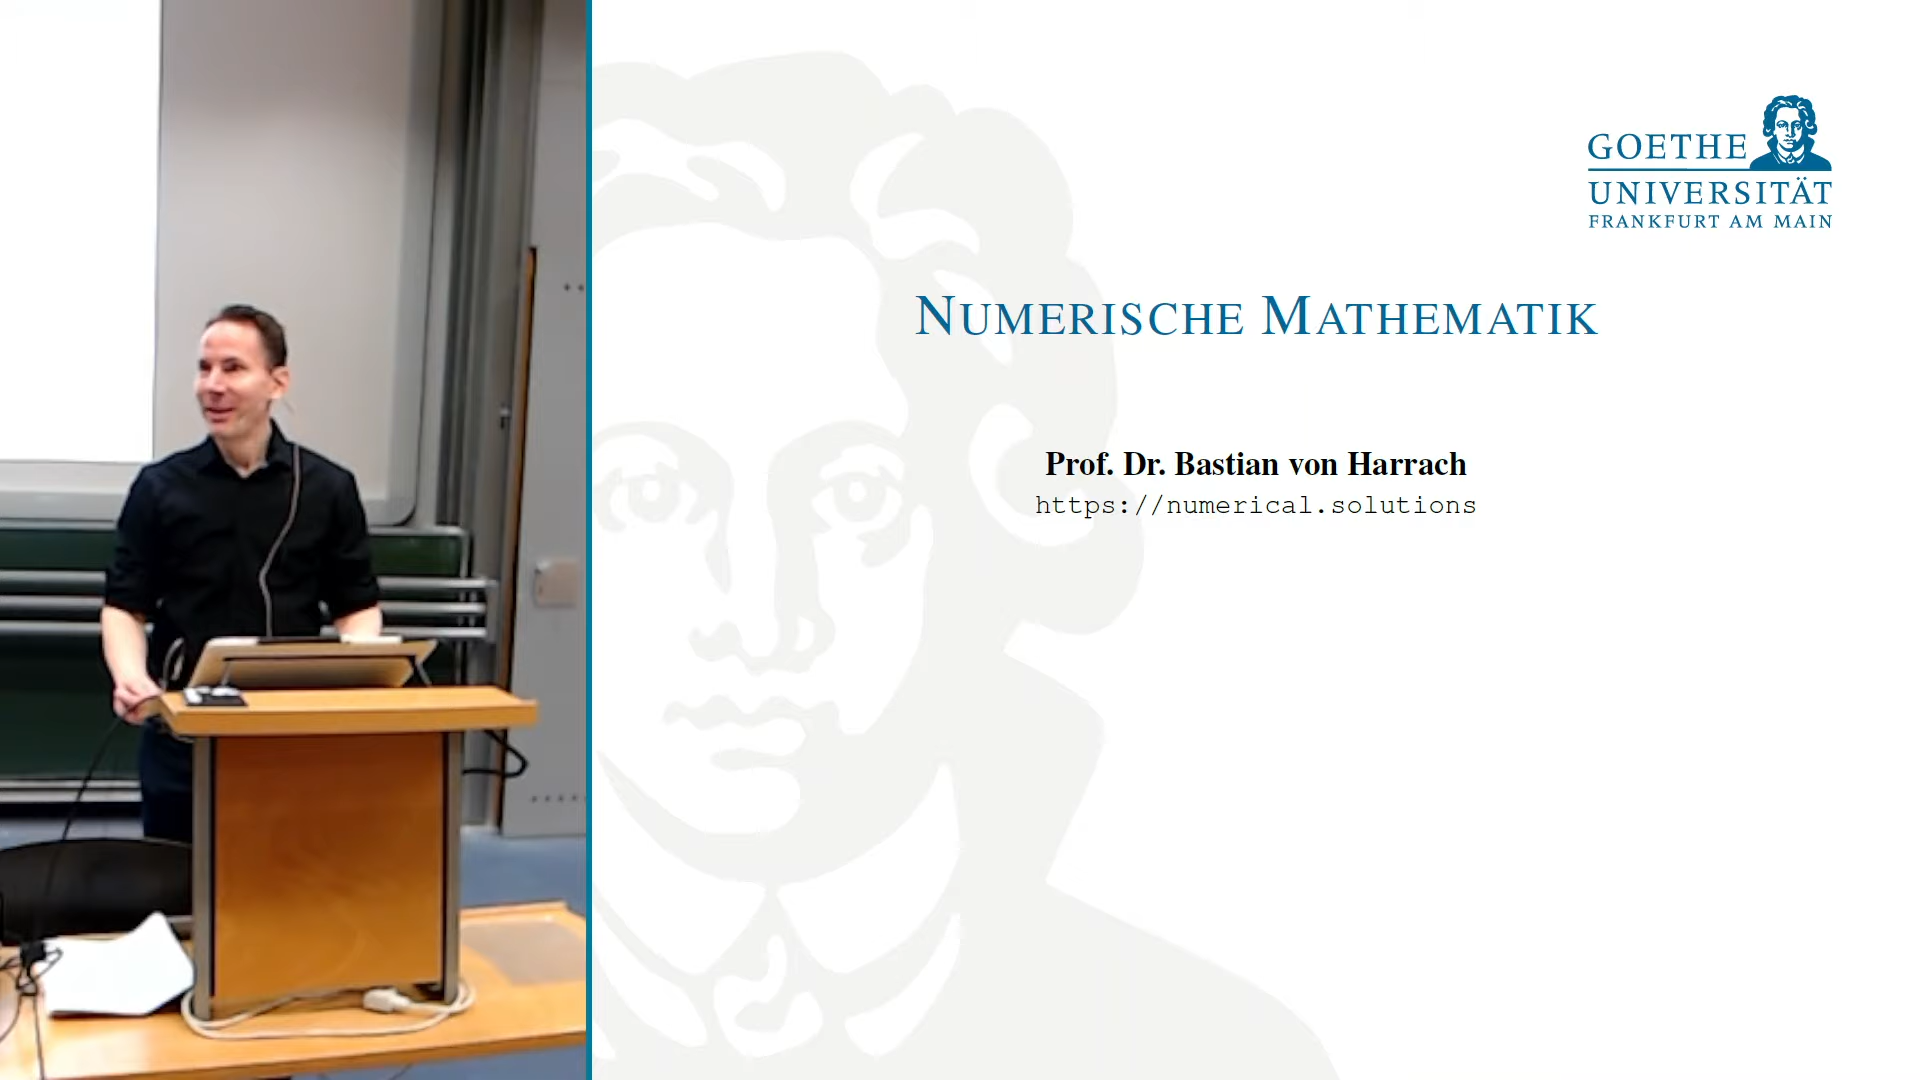 GOETHE
UNIVERSITÄT
FRANKFURT AM MAIN
NUMERISCHE MATHEMATIK
Prof. Dr. Bastian von Harrach
https://numerical.solutions